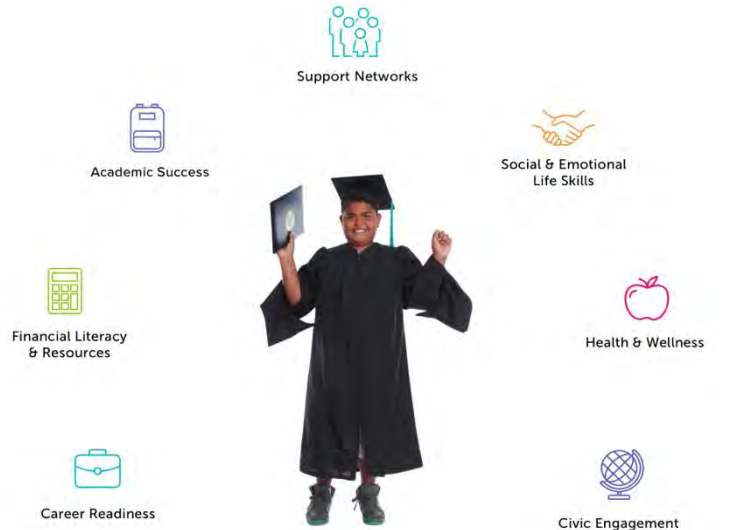 Support Networks
Academic Success
Social & Emotional
Life Skills
Financial Literacy
& Resources
Health & Wellness
Career Readiness
Civic Engagement